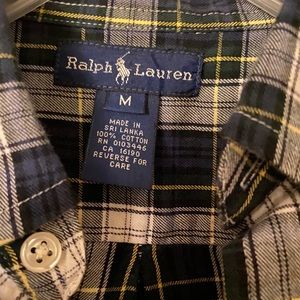 Ralph Lauren
M
MADE IN
SRI LANKA
100% COTTON
RN 0103446
CA 16190
REVERSE FOR
CARE